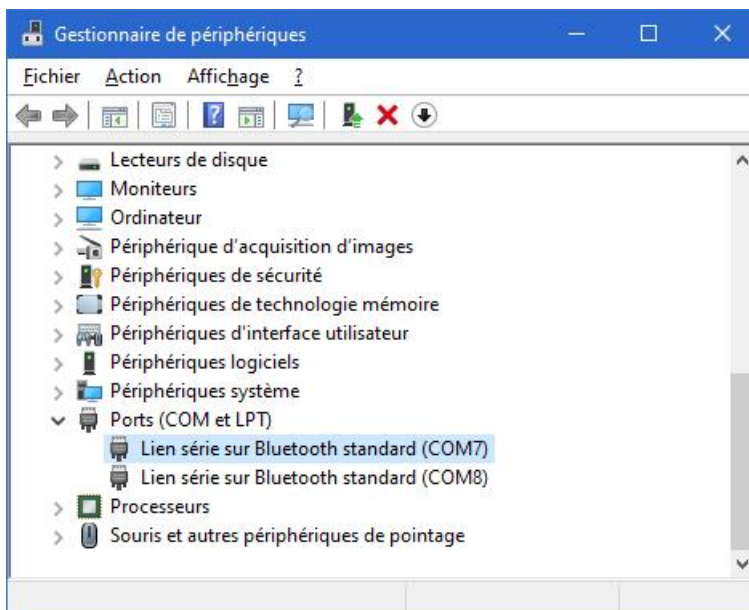 Gestionnaire de périphériques
Fichier Action Affichage ?
Lecteurs de disque
Moniteurs
Ordinateur
Périphérique d'acquisition d'images
Périphériques de sécurité
Périphériques de technologie mémoire
Périphériques d'interface utilisateur
Périphériques logiciels
Périphériques système
Ports (COM et LPT)
Lien série sur Bluetooth standard (COM7)
Lien série sur Bluetooth standard (COM8)
Processeurs
Souris et autres périphériques de pointage